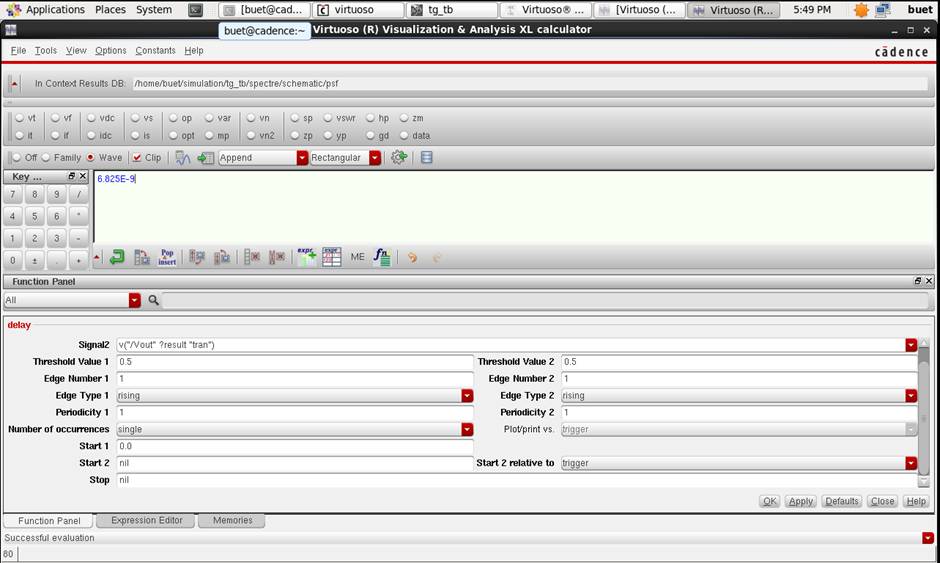 Applications Places System [buet@cad... virtuoso tg_tb Virtuoso® ... [Virtuoso (... Virtuoso (R... 5:49 PM buet
buet@cadence:~ Virtuoso (R) Visualization & Analysis XL calculator
File Tools View Options Constants Help cādence
In Context Results DB: /home/buet/simulation/tg_tb/spectre/schematic/psf
vt vf vdc vs op var vn sp vswr hp zm
it if idc is opt mp vn2 zp yp gd data
Off Family Wave Clip Append Rectangular
Key ...
6.825E-9
7 8 9 /
4 5 6 *
1 2 3 -
0 ± . +
Pop insert expr expr ME fx
Function Panel
All
delay
Signal2 v("/Vout" ?result "tran")
Threshold Value 1 0.5 Threshold Value 2 0.5
Edge Number 1 1 Edge Number 2 1
Edge Type 1 rising Edge Type 2 rising
Periodicity 1 1 Periodicity 2 1
Number of occurrences single Plot/print vs. trigger
Start 1 0.0
Start 2 nil Start 2 relative to trigger
Stop nil
OK Apply Defaults Close Help
Function Panel Expression Editor Memories
Successful evaluation
80